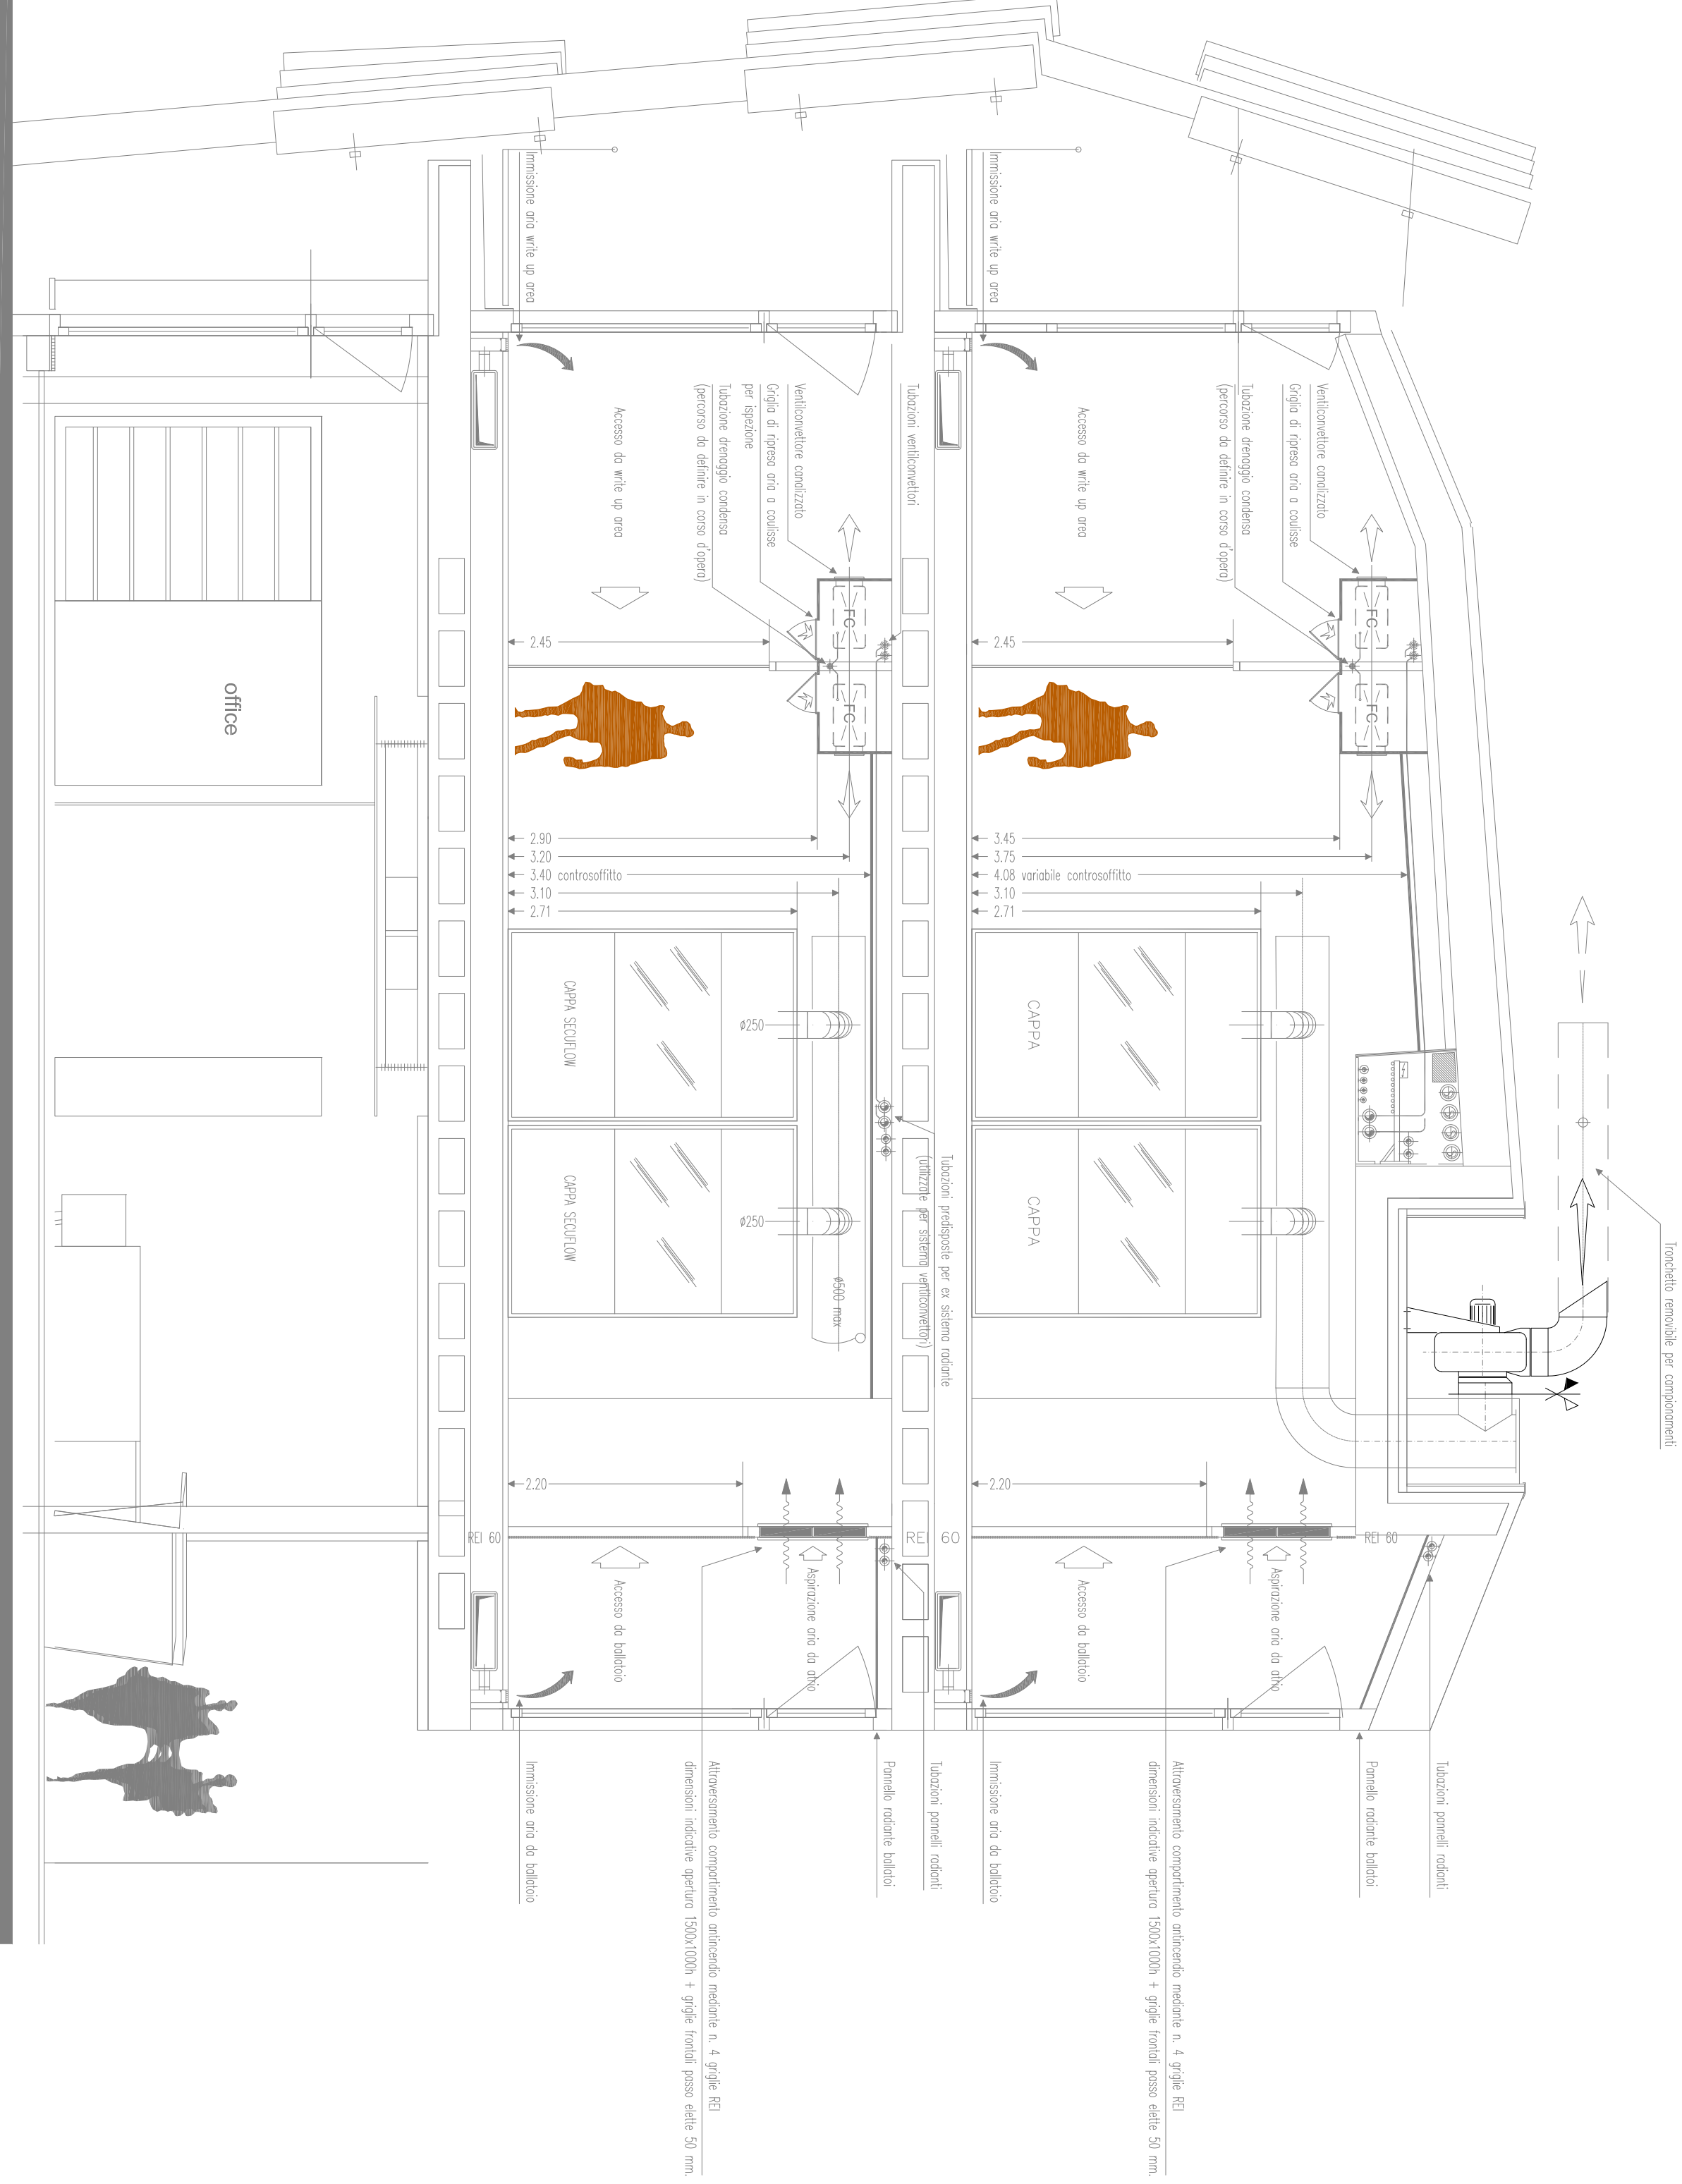 Tronchetto removibile per campionamenti
Immissione aria write up area
Immissione aria write up area
Ventilconvettore canalizzato
Griglia di ripresa aria a coulisse
Tubazione drenaggio condensa
(percorso da definire in corso d'opera)
Accesso da write up area
FC
FC
2.45
3.45
3.75
4.08 variabile controsoffitto
3.10
2.71
CAPPA
CAPPA
2.20
REI 60
Aspirazione aria da atrio
Accesso da ballatoio
Tubazioni pannelli radianti
Pannello radiante ballatoi
Attraversamento compartimento antincendio mediante n. 4 griglie REI
dimensioni indicative apertura 1500x1000h + griglie frontali passo elette 50 mm.
Immissione aria da ballatoio
Tubazioni ventilconvettori
Ventilconvettore canalizzato
Griglia di ripresa aria a coulisse
per ispezione
Tubazione drenaggio condensa
(percorso da definire in corso d'opera)
Accesso da write up area
FC
FC
2.45
2.90
3.20
3.40 controsoffitto
3.10
2.71
ø250
ø250
ø500 max
CAPPA SECUFLOW
CAPPA SECUFLOW
Tubazioni predisposte per ex sistema radiante
(utilizzate per sistema ventilconvettori)
2.20
REI 60
REI 60
Aspirazione aria da atrio
Accesso da ballatoio
Tubazioni pannelli radianti
Pannello radiante ballatoi
Attraversamento compartimento antincendio mediante n. 4 griglie REI
dimensioni indicative apertura 1500x1000h + griglie frontali passo elette 50 mm.
Immissione aria da ballatoio
office